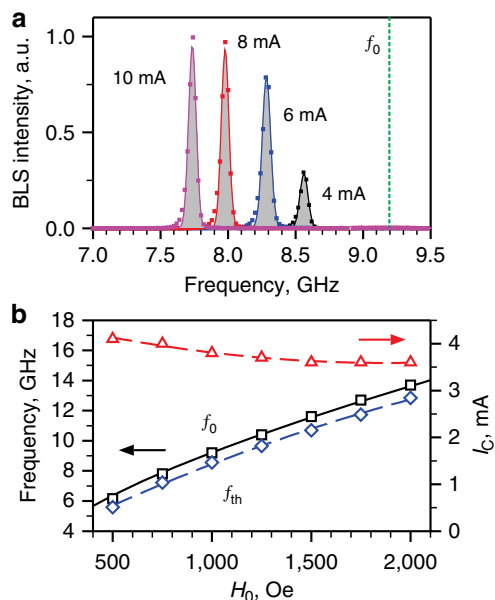 a
BLS intensity, a.u.
1.0
0.5
0.0
10 mA
8 mA
6 mA
4 mA
f0
7.0 7.5 8.0 8.5 9.0 9.5
Frequency, GHz
b
Frequency, GHz
18
16
14
12
10
8
6
4
f0
fth
4
3
2
1
0
IC, mA
500 1,000 1,500 2,000
H0, Oe